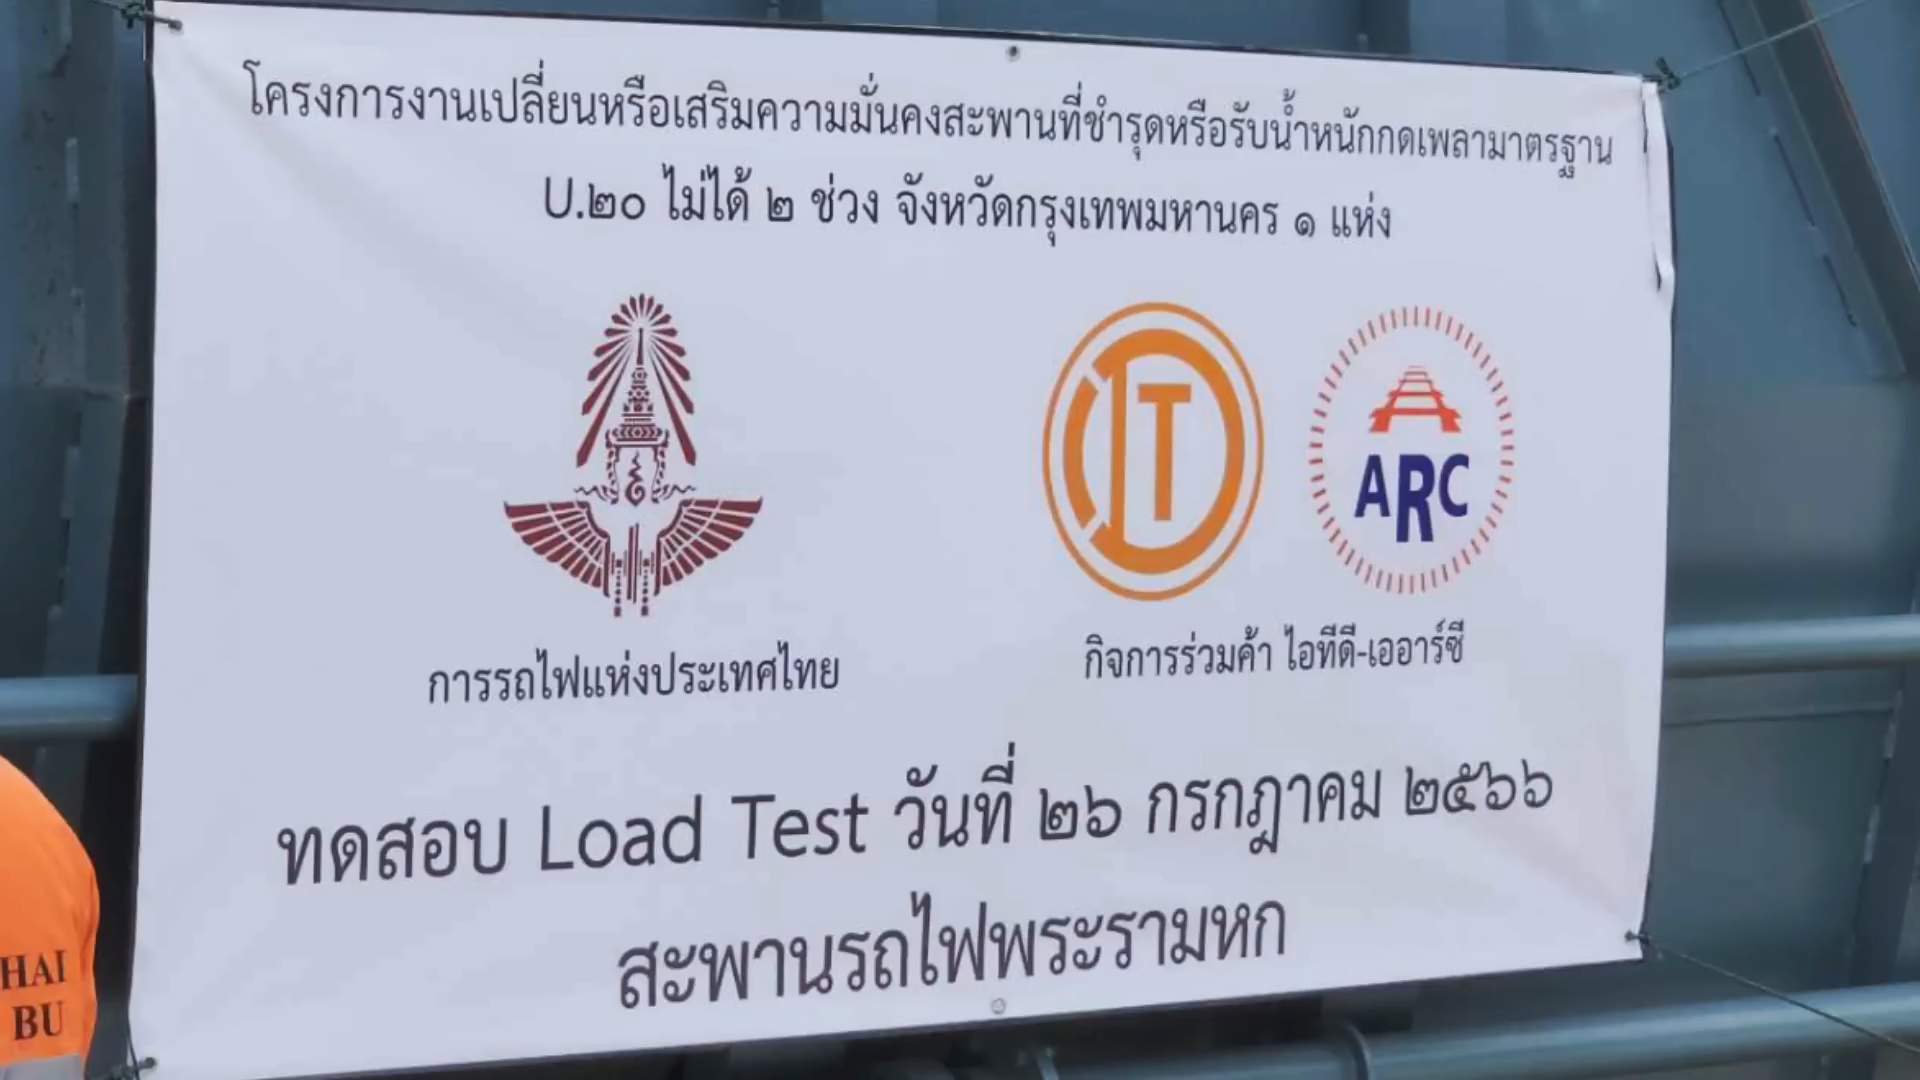 โครงการงานเปลี่ยนหรือเสริมความมั่นคงสะพานที่ชำรุดหรือรับน้ำหนักกดเพลามาตรฐาน
U.๒๐ ไม่ได้ ๒ ช่วง จังหวัดกรุงเทพมหานคร ๑ แห่ง
ARC
การรถไฟแห่งประเทศไทย
กิจการร่วมค้า ไอทีดี-เออาร์ซี
ทดสอบ Load Test วันที่ ๒๖ กรกฎาคม ๒๕๖๖
สะพานรถไฟพระรามหก
HAI
BU